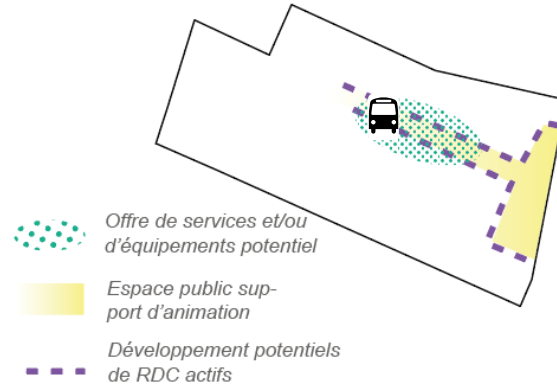 Offre de services et/ou
d'équipements potentiel
Espace public sup-
port d'animation
Développement potentiels
de RDC actifs